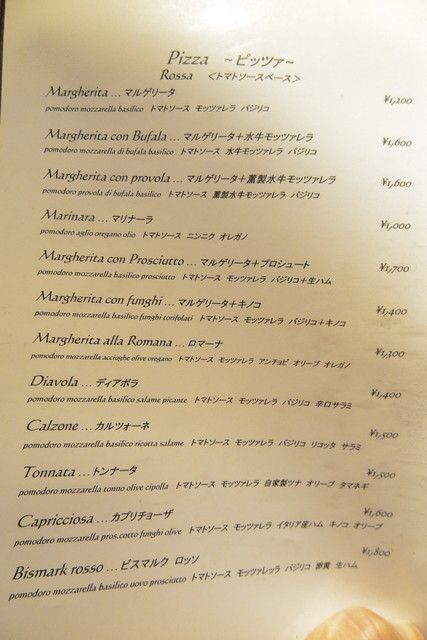 Pizza ～ピッツァ～
Rossa ＜トマトソースベース＞
Margherita … マルゲリータ ¥1,200
pomodoro mozzarella basilico トマトソース モッツァレラ バジリコ
Margherita con Bufala … マルゲリータ＋水牛モッツァレラ ¥1,600
pomodoro mozzarella di bufala basilico トマトソース 水牛モッツァレラ バジリコ
Margherita con provola … マルゲリータ＋薫製水牛モッツァレラ ¥1,600
pomodoro provola di bufala basilico トマトソース 薫製水牛モッツァレラ バジリコ
Marinara … マリナーラ ¥1,000
pomodoro aglio oregano olio トマトソース ニンニク オレガノ
Margherita con Prosciutto … マルゲリータ＋プロシュート ¥1,700
pomodoro mozzarella basilico prosciutto トマトソース モッツァレラ バジリコ＋生ハム
Margherita con funghi … マルゲリータ＋キノコ ¥1,400
pomodoro mozzarella basilico funghi torifolati トマトソース モッツァレラ バジリコ＋キノコ
Margherita alla Romana … ロマーナ ¥1,300
pomodoro mozzarella acciughe olive oregano トマトソース モッツァレラ アンチョビ オリーブ オレガノ
Diavola … ディアボラ ¥1,400
pomodoro mozzarella basilico salame picante トマトソース モッツァレラ バジリコ 辛口サラミ
Calzone … カルツォーネ ¥1,500
pomodoro mozzarella basilico ricotta salame トマトソース モッツァレラ バジリコ リコッタ サラミ
Tonnata … トンナータ ¥1,500
pomodoro mozzarella tonno olive cipolla トマトソース モッツァレラ 自家製ツナ オリーブ タマネギ
Capricciosa … カプリチョーザ ¥1,600
pomodoro mozzarella pros.cotto funghi olive トマトソース モッツァレラ イタリア産ハム キノコ オリーブ
Bismark rosso … ビスマルク ロッソ ¥1,800
pomodoro mozzarella basilico uovo prosciutto トマトソース モッツァレッラ バジリコ 卵黄 生ハム